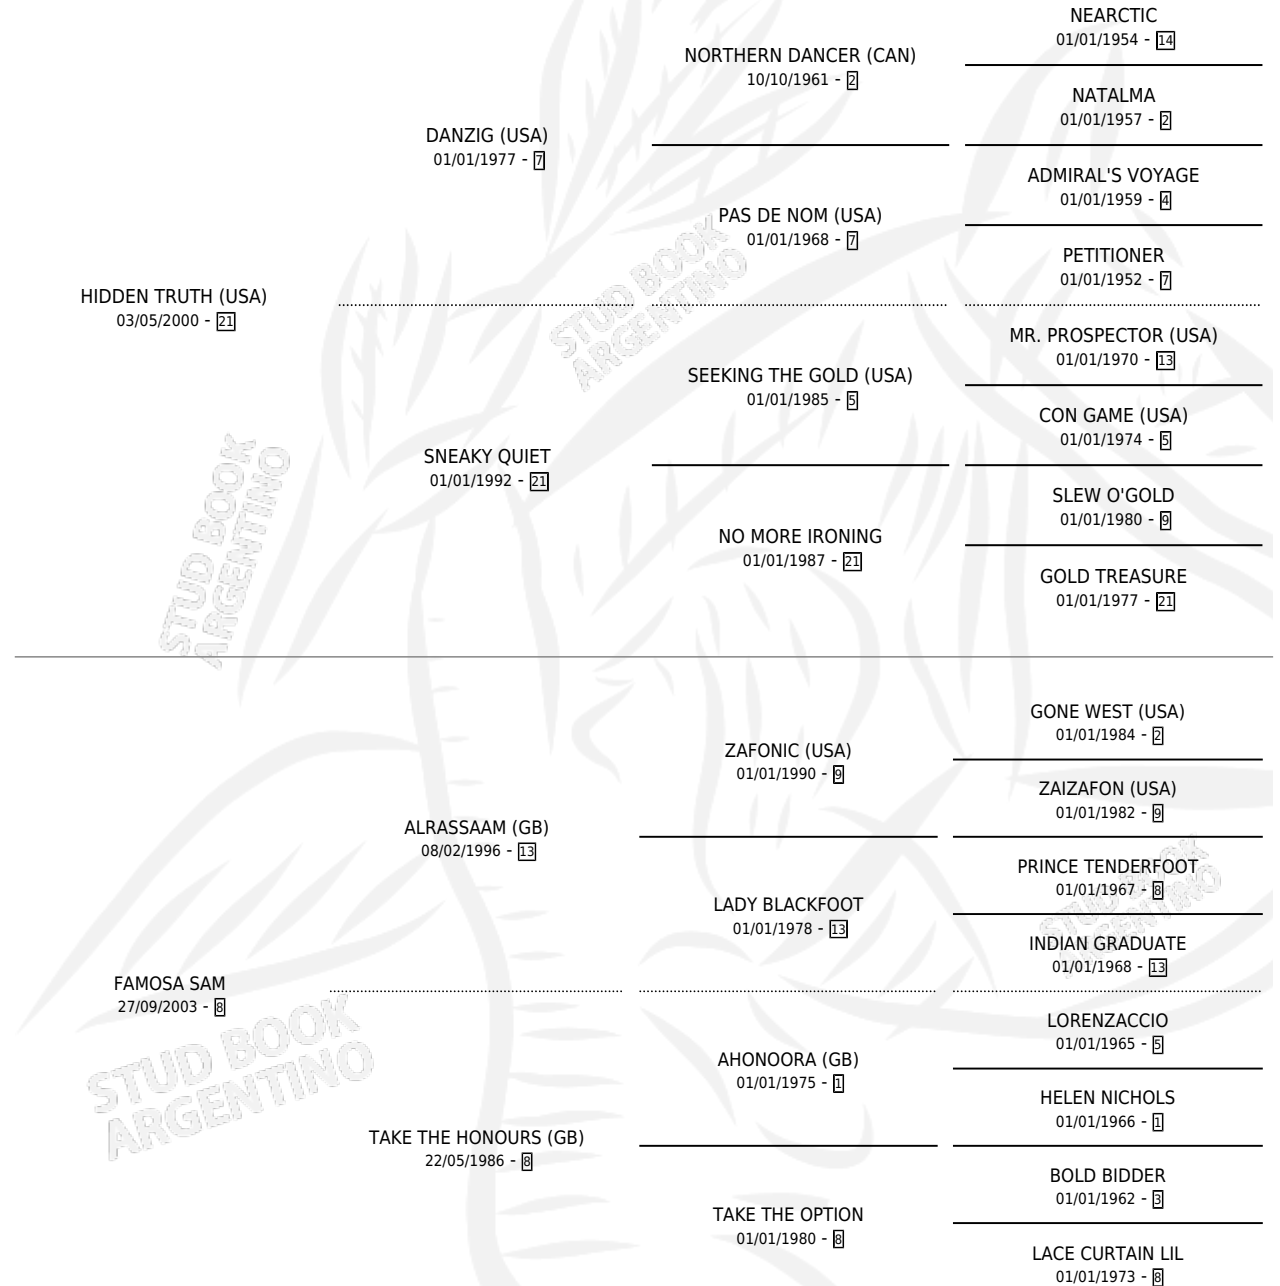 NEARCTIC
01/01/1954 - 14
NORTHERN DANCER (CAN)
10/10/1961 - 2
NATALMA
01/01/1957 - 2
DANZIG (USA)
01/01/1977 - 7
ADMIRAL'S VOYAGE
01/01/1959 - 4
PAS DE NOM (USA)
01/01/1968 - 7
PETITIONER
01/01/1952 - 7
HIDDEN TRUTH (USA)
03/05/2000 - 21
STUD BOOK
ARGENTINO
MR. PROSPECTOR (USA)
01/01/1970 - 13
SEEKING THE GOLD (USA)
01/01/1985 - 5
CON GAME (USA)
01/01/1974 - 5
SNEAKY QUIET
01/01/1992 - 21
SLEW O'GOLD
01/01/1980 - 9
NO MORE IRONING
01/01/1987 - 21
GOLD TREASURE
01/01/1977 - 21
STUD BOOK
ARGENTINO
GONE WEST (USA)
01/01/1984 - 2
ZAFONIC (USA)
01/01/1990 - 9
ZAIZAFON (USA)
01/01/1982 - 9
ALRASSAAM (GB)
08/02/1996 - 13
PRINCE TENDERFOOT
01/01/1967 - 8
LADY BLACKFOOT
01/01/1978 - 13
INDIAN GRADUATE
01/01/1968 - 13
STUD BOOK
ARGENTINO
FAMOSA SAM
27/09/2003 - 8
LORENZACCIO
01/01/1965 - 5
AHONOORA (GB)
01/01/1975 - 1
HELEN NICHOLS
01/01/1966 - 1
STUD BOOK
ARGENTINO
TAKE THE HONOURS (GB)
22/05/1986 - 8
BOLD BIDDER
01/01/1962 - 3
TAKE THE OPTION
01/01/1980 - 8
LACE CURTAIN LIL
01/01/1973 - 8